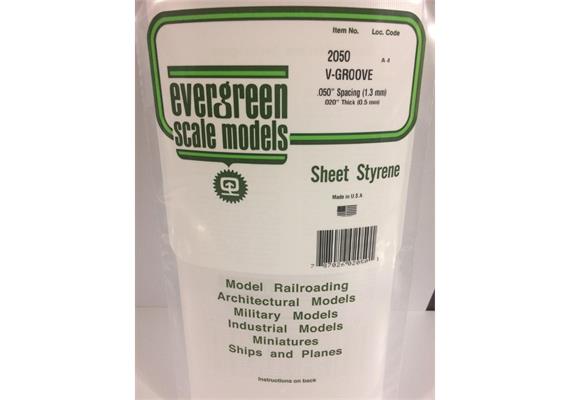 Item No. Loc. Code
2050 A 4
V-GROOVE
.050" Spacing (1.3 mm)
.020" Thick (0.5 mm)
evergreen
scale models
Sheet Styrene
Made in U.S.A
Model Railroading
Architectural Models
Military Models
Industrial Models
Miniatures
Ships and Planes
Instructions on back